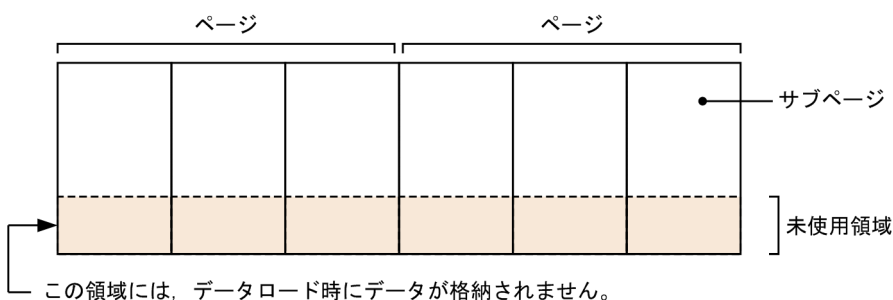 ページ ページ
サブページ
未使用領域
この領域には，データロード時にデータが格納されません。